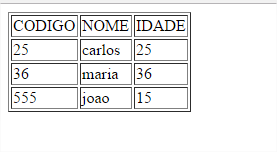 CODIGO NOME IDADE
25 carlos 25
36 maria 36
555 joao 15